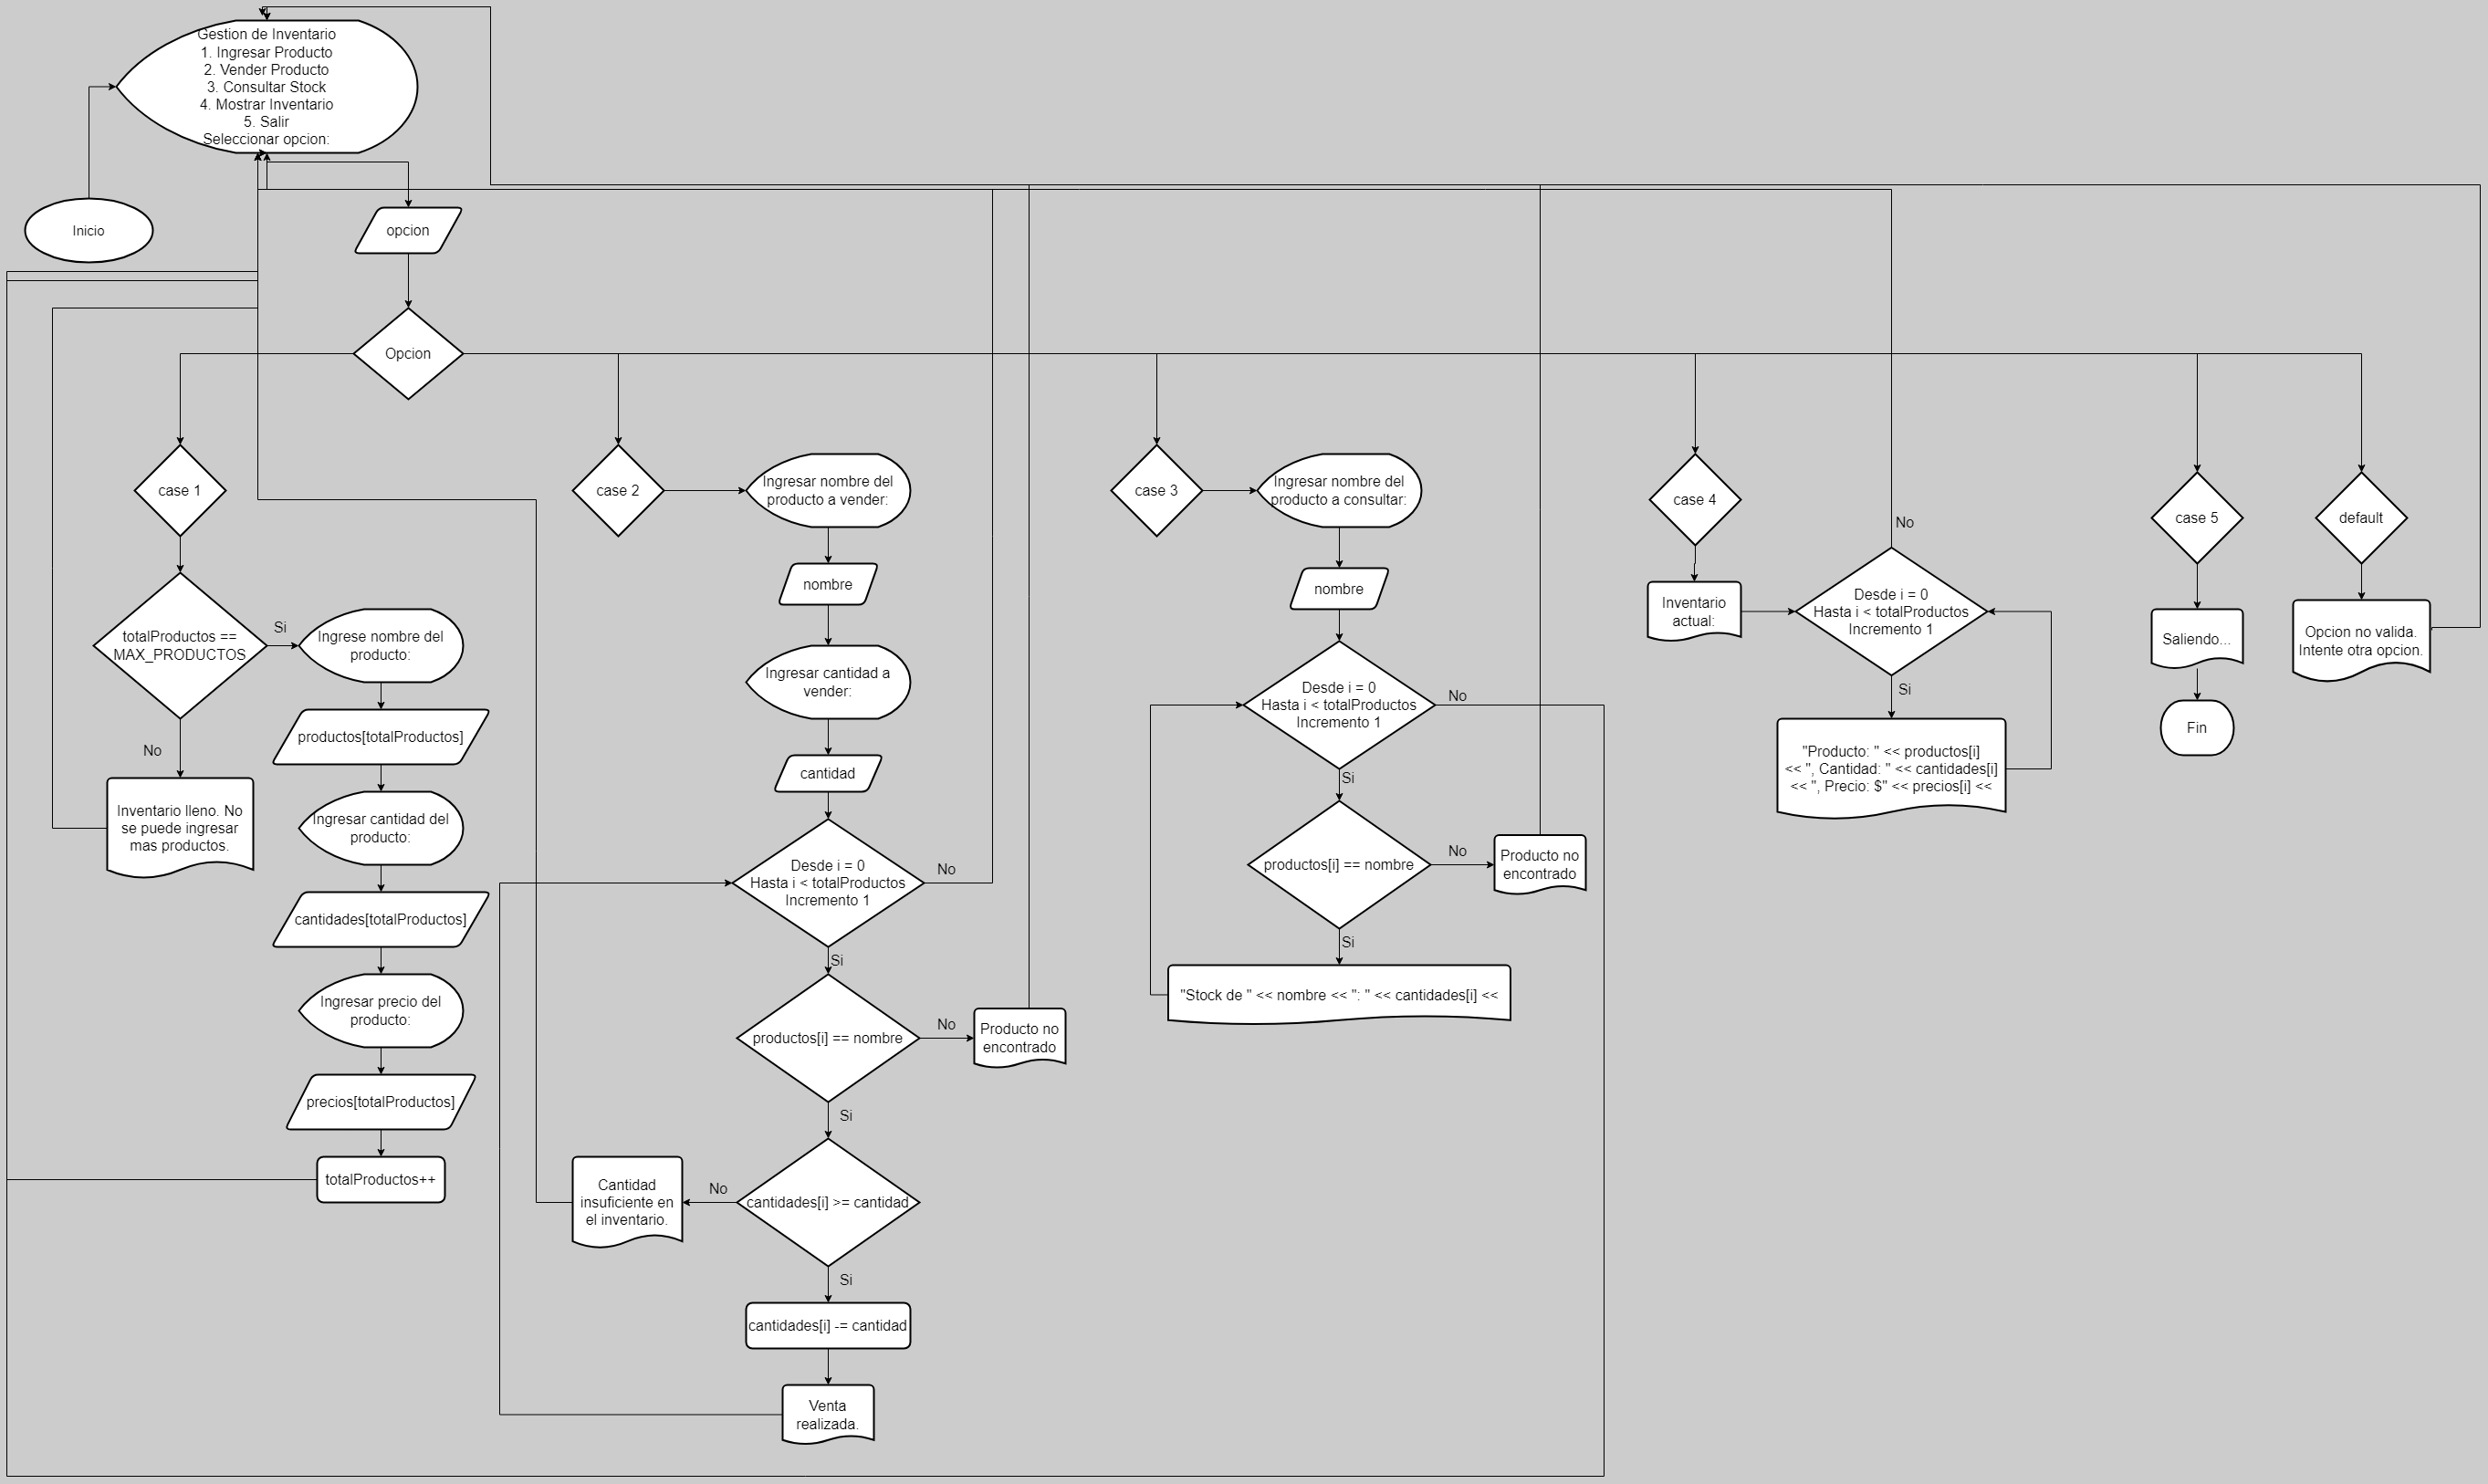 Gestion de Inventario
1. Ingresar Producto
2. Vender Producto
3. Consultar Stock
4. Mostrar Inventario
5. Salir
Seleccionar opcion:
Inicio
opcion
Opcion
case 1
totalProductos ==
MAX_PRODUCTOS
Si
No
Inventario lleno. No
se puede ingresar
mas productos.
Ingrese nombre del
producto:
productos[totalProductos]
Ingresar cantidad del
producto:
cantidades[totalProductos]
Ingresar precio del
producto:
precios[totalProductos]
totalProductos++
case 2
Ingresar nombre del
producto a vender:
nombre
Ingresar cantidad a
vender:
cantidad
Desde i = 0
Hasta i < totalProductos
Incremento 1
No
Si
productos[i] == nombre
No
Producto no
encontrado
Si
cantidades[i] >= cantidad
No
Cantidad
insuficiente en
el inventario.
Si
cantidades[i] -= cantidad
Venta
realizada.
case 3
Ingresar nombre del
producto a consultar:
nombre
Desde i = 0
Hasta i < totalProductos
Incremento 1
No
Si
productos[i] == nombre
No
Producto no
encontrado
Si
"Stock de " << nombre << ": " << cantidades[i] <<
case 4
Inventario
actual:
No
Desde i = 0
Hasta i < totalProductos
Incremento 1
Si
"Producto: " << productos[i]
<< ", Cantidad: " << cantidades[i]
<< ", Precio: $" << precios[i] <<
case 5
Saliendo...
Fin
default
Opcion no valida.
Intente otra opcion.